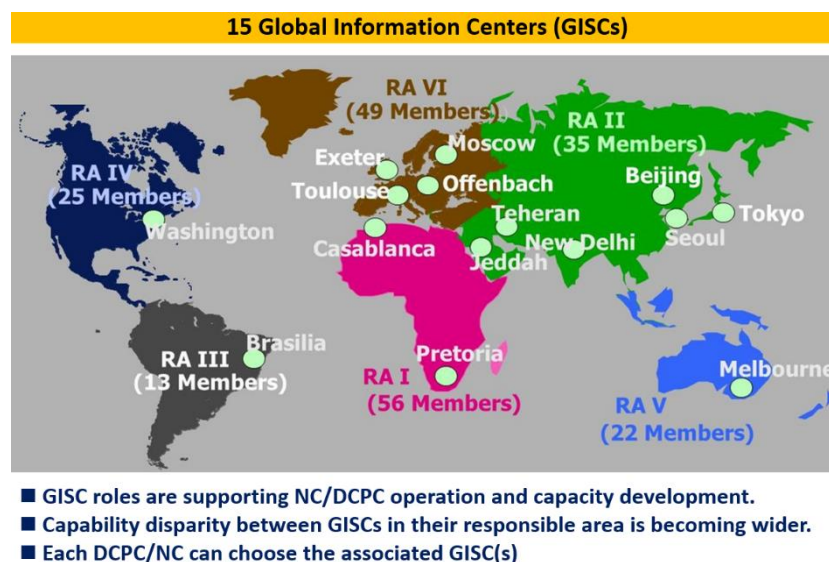 15 Global Information Centers (GISCs)
RA VI
(49 Members)
RA II
(35 Members)
Moscow
Exeter
RA IV
(25 Members)
Toulouse
Offenbach
Beijing
Washington
Teheran
Tokyo
Casablanca
New Delhi
Seoul
Jeddah
Brasilia
RA III
(13 Members)
Pretoria
RA I
(56 Members)
Melbourne
RA V
(22 Members)
■ GISC roles are supporting NC/DCPC operation and capacity development.
■ Capability disparity between GISCs in their responsible area is becoming wider.
■ Each DCPC/NC can choose the associated GISC(s)